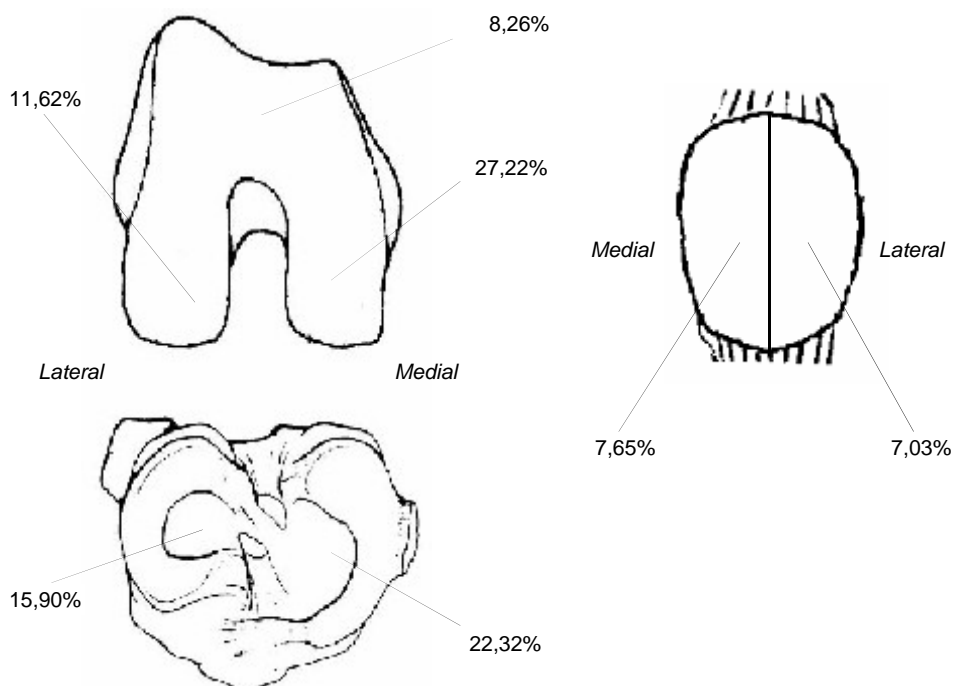 8,26%
11,62%
27,22%
Medial
Lateral
Lateral
Medial
7,65%
7,03%
15,90%
22,32%